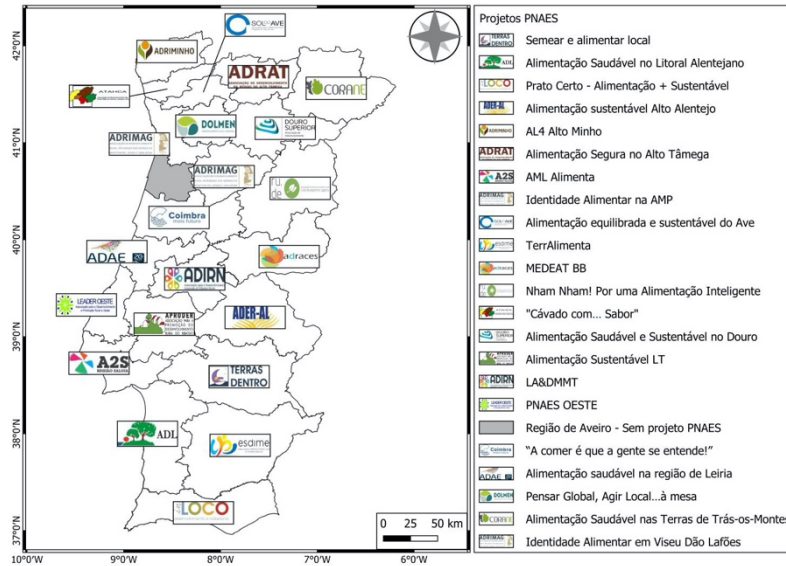 42°0'N
41°0'N
40°0'N
39°0'N
38°0'N
37°0'N
10°0'W
9°0'W
8°0'W
7°0'W
6°0'W
SOL DO AVE
ADRIMINHO
ATAHCA
ADRAT
CORANE
DOLMEN
DOURO
SUPERIOR
ADRIMAG
ADRIMAG
Coimbra
mais futuro
ADAE
adraces
ADIRN
LEADER OESTE
APRODER
ADER-AL
A2S
TERRAS
DENTRO
ADL
esdime
LOCO
0 25 50 km
Projetos PNAES
Semear e alimentar local
Alimentação Saudável no Litoral Alentejano
Prato Certo - Alimentação + Sustentável
Alimentação sustentável Alto Alentejo
AL4 Alto Minho
Alimentação Segura no Alto Tâmega
AML Alimenta
Identidade Alimentar na AMP
Alimentação equilibrada e sustentável do Ave
TerrAlimenta
MEDEAT BB
Nham Nham! Por uma Alimentação Inteligente
"Cávado com... Sabor"
Alimentação Saudável e Sustentável no Douro
Alimentação Sustentável LT
LA&DMMT
PNAES OESTE
Região de Aveiro - Sem projeto PNAES
“A comer é que a gente se entende!”
Alimentação saudável na região de Leiria
Pensar Global, Agir Local...à mesa
Alimentação Saudável nas Terras de Trás-os-Montes
Identidade Alimentar em Viseu Dão Lafões